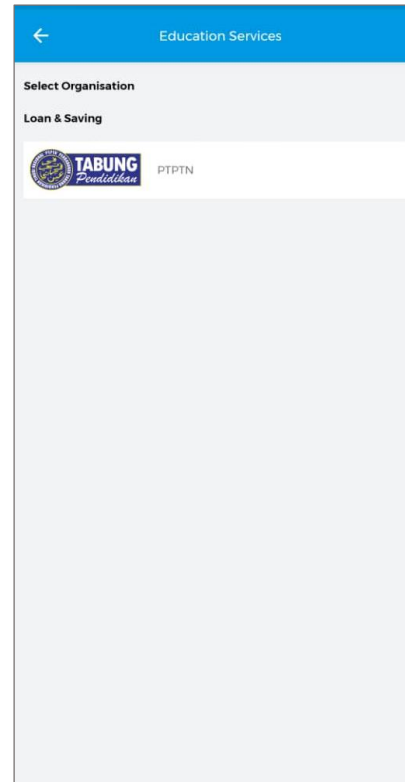 Education Services
Select Organisation
Loan & Saving
TABUNG
Pendidikan
PTPTN